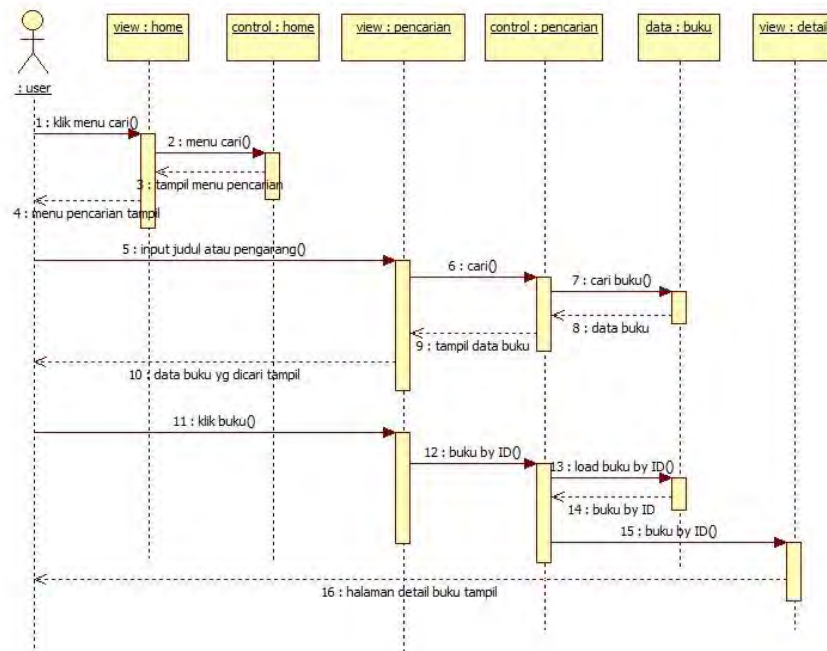 view : home
control : home
view : pencarian
control : pencarian
data : buku
view : detail
: user
1 : klik menu cari()
2 : menu cari()
3 : tampil menu pencarian
4 : menu pencarian tampil
5 : input judul atau pengarang()
6 : cari()
7 : cari buku()
8 : data buku
9 : tampil data buku
10 : data buku yg dicari tampil
11 : klik buku()
12 : buku by ID()
13 : load buku by ID()
14 : buku by ID
15 : buku by ID()
16 : halaman detail buku tampil